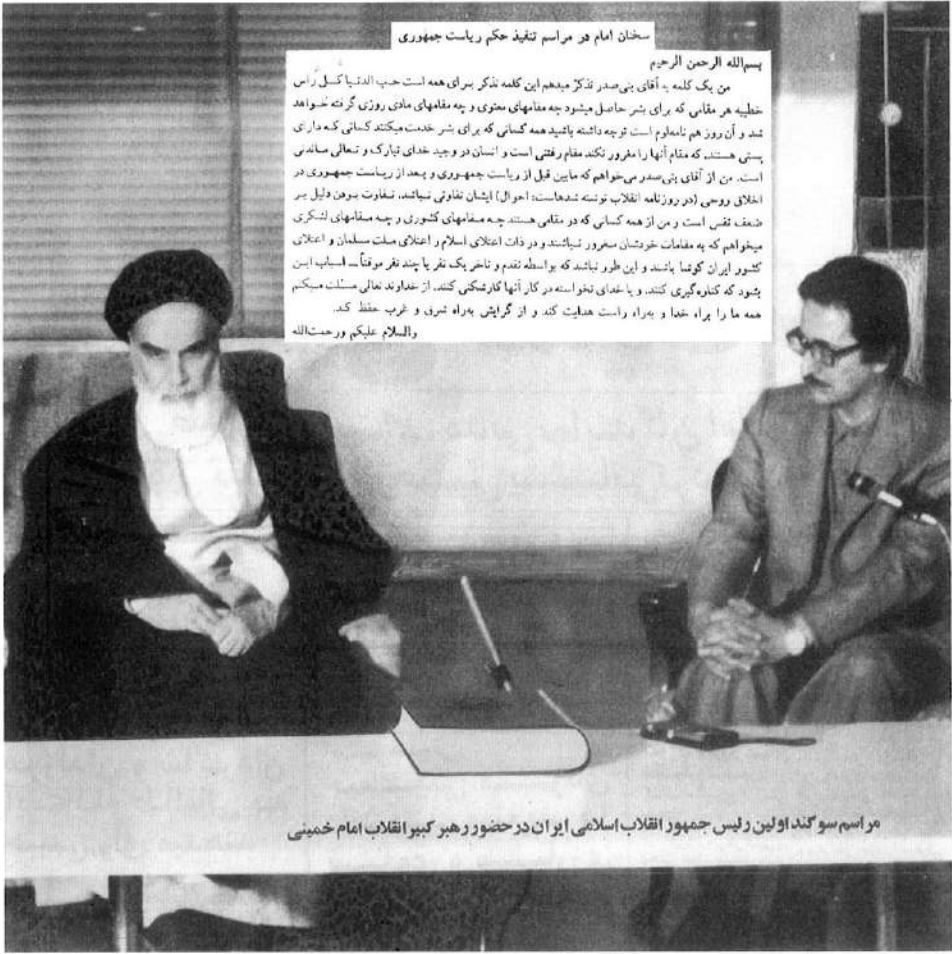 سخنان امام در مراسم تنفیذ حکم ریاست جمهوری
بسم‌الله الرحمن الرحیم
من یک کلمه به آقای بنی‌صدر تذکر میدهم این کلمه تذکر برای همه است حب الدنیا کل راس
خطیبه هر مقامی که برای بشر حاصل میشود چه مقامهای معنوی و چه مقامهای مادی روزی گرفته خواهد
شد و آن روز هم نامعلوم است توجه داشته باشید همه کسانی که برای بشر خدمت میکنند کسانی که دارای
پستی هستند، که مقام آنها را مغرور نکند مقام رفتنی است و انسان در وجید خدای تبارک و تعالی ماندنی
است. من از آقای بنی‌صدر می‌خواهم که مابین قبل از ریاست جمهوری و بعد از ریاست جمهوری در
اخلاق روحی (در روزنامه انقلاب نوشته شده‌است: احوال) ایشان تفاوتی نباشد. تفاوت بودن دلیل بر
ضعف نفس است و من از همه کسانی که در مقامی هستند چه مقامهای کشوری و چه مقامهای لشکری
میخواهم که به مقامات خودشان مغرور نباشند و در ذات اعتلای اسلام و اعتلای ملت مسلمان و اعتلای
کشور ایران کوشا باشند و این طور نباشد که بواسطه تقدم و تاخر یک نفر یا چند نفر موقتاً ــ اسباب این
بشود که کناره‌گیری کنند. و یا خدای نخواسته در کار آنها کارشکنی کنند. از خداوند تعالی مسئلت میکنم
همه ما را براه خدا و به‌راه راست هدایت کند و از گرایش به‌راه شرق و غرب حفظ کند.
والسلام علیکم ورحمت‌الله
مراسم سوگند اولین رئیس جمهور انقلاب اسلامی ایران در حضور رهبر کبیر انقلاب امام خمینی